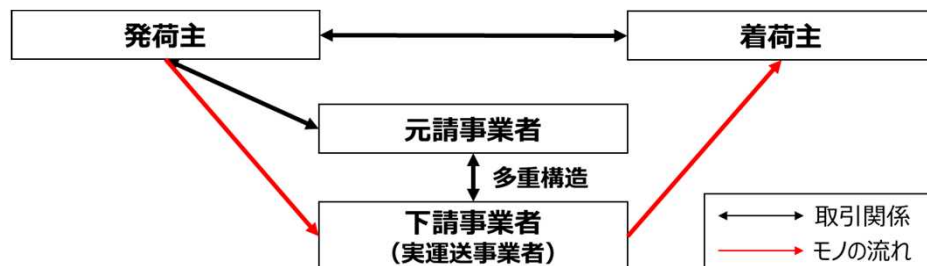 発荷主
着荷主
元請事業者
多重構造
下請事業者
(実運送事業者)
取引関係
モノの流れ